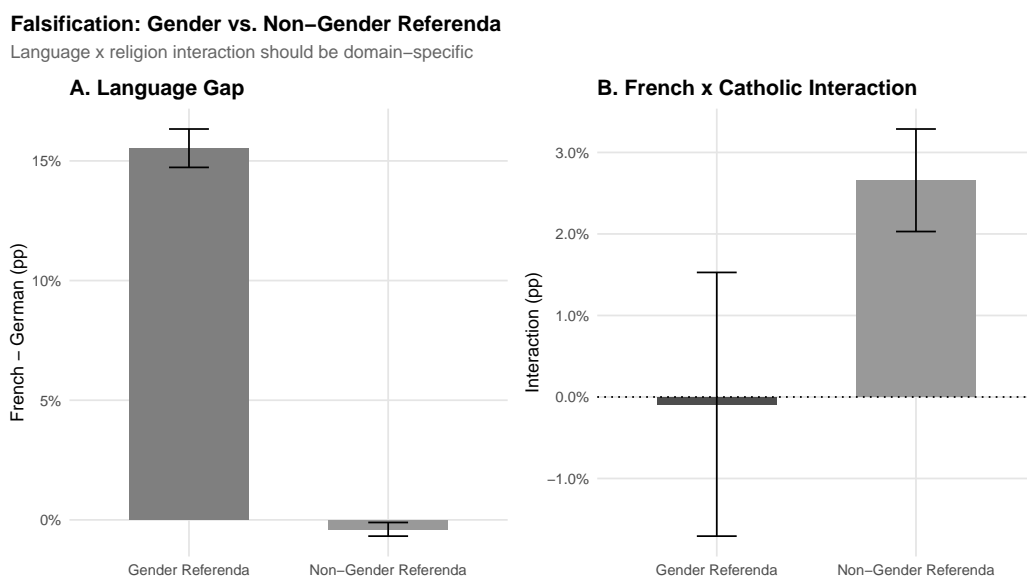 Falsification: Gender vs. Non−Gender Referenda
Language x religion interaction should be domain−specific
A. Language Gap
French − German (pp)
15%
10%
5%
0%
Gender Referenda
Non−Gender Referenda
B. French x Catholic Interaction
Interaction (pp)
3.0%
2.0%
1.0%
0.0%
−1.0%
Gender Referenda
Non−Gender Referenda